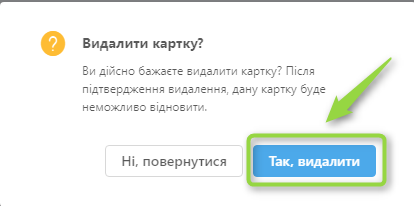 Видалити картку?
Ви дійсно бажаєте видалити картку? Після
підтвердження видалення, дану картку буде
неможливо відновити.
Ні, повернутися
Так, видалити